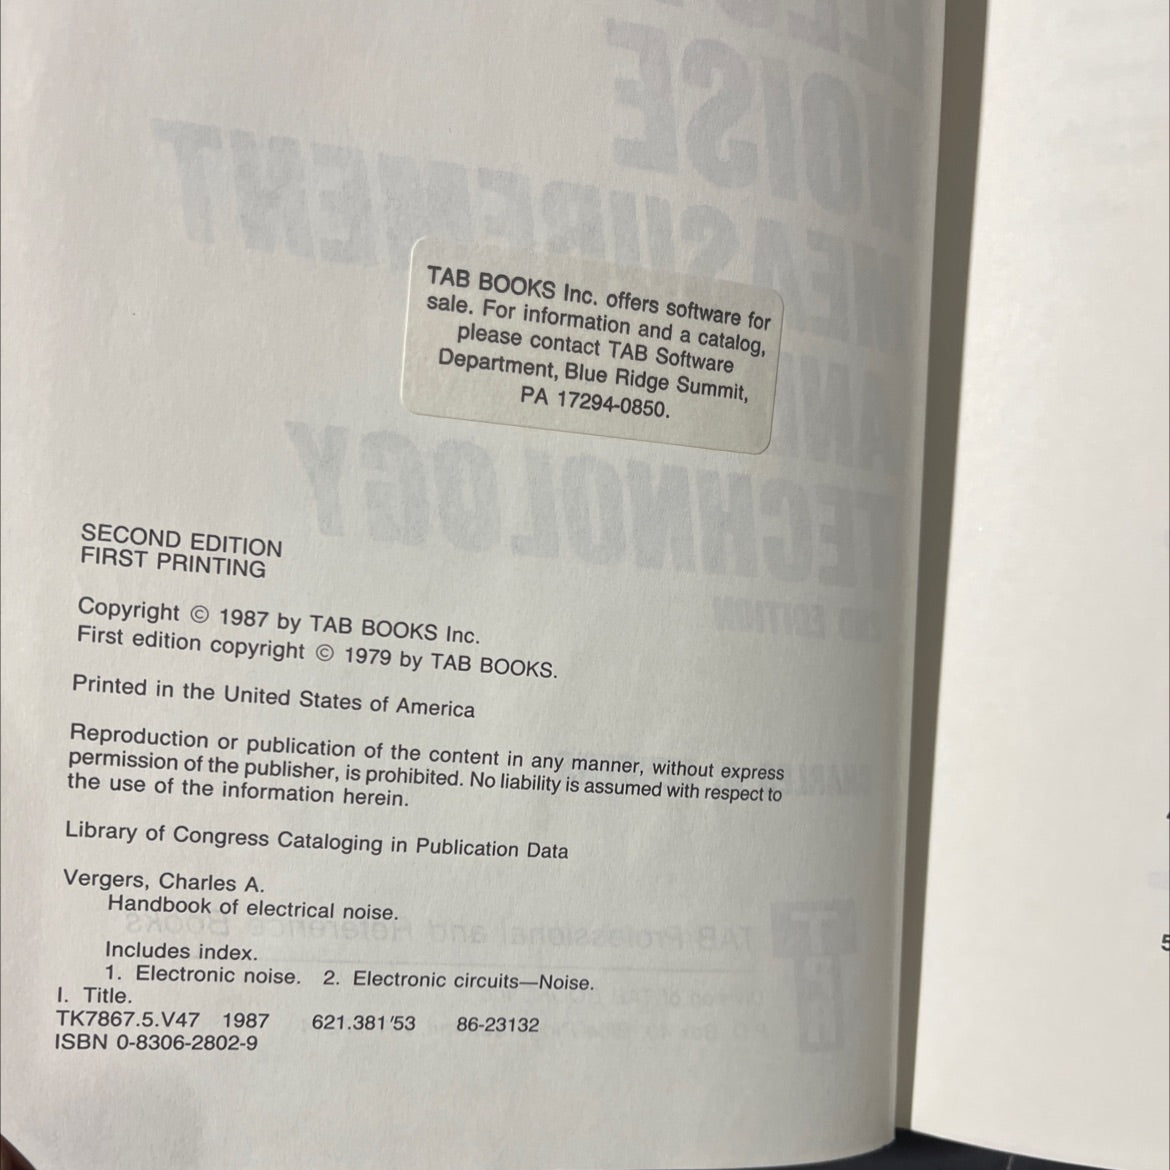 TAB BOOKS Inc. offers software for
sale. For information and a catalog,
please contact TAB Software
Department, Blue Ridge Summit,
PA 17294-0850.
SECOND EDITION
FIRST PRINTING
Copyright © 1987 by TAB BOOKS Inc.
First edition copyright © 1979 by TAB BOOKS.
Printed in the United States of America
Reproduction or publication of the content in any manner, without express
permission of the publisher, is prohibited. No liability is assumed with respect to
the use of the information herein.
Library of Congress Cataloging in Publication Data
Vergers, Charles A.
Handbook of electrical noise.
Includes index.
1. Electronic noise. 2. Electronic circuits—Noise.
I. Title.
TK7867.5.V47 1987 621.381'53 86-23132
ISBN 0-8306-2802-9